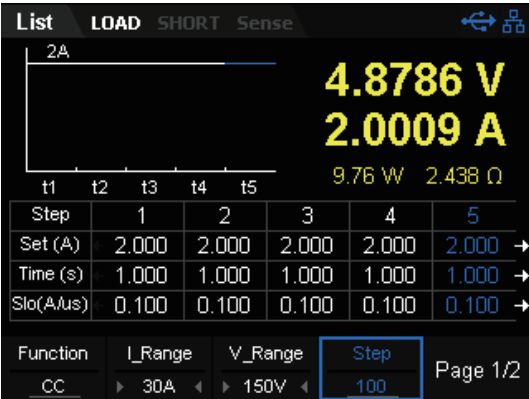 List LOAD SHORT Sense
2A
4.8786 V
2.0009 A
9.76 W 2.438 Ω
t1 t2 t3 t4 t5
Step 1 2 3 4 5
Set (A) 2.000 2.000 2.000 2.000 2.000
Time (s) 1.000 1.000 1.000 1.000 1.000
Slo(A/us) 0.100 0.100 0.100 0.100 0.100
Function I_Range V_Range Step
Page 1/2
CC 30A 150V 100